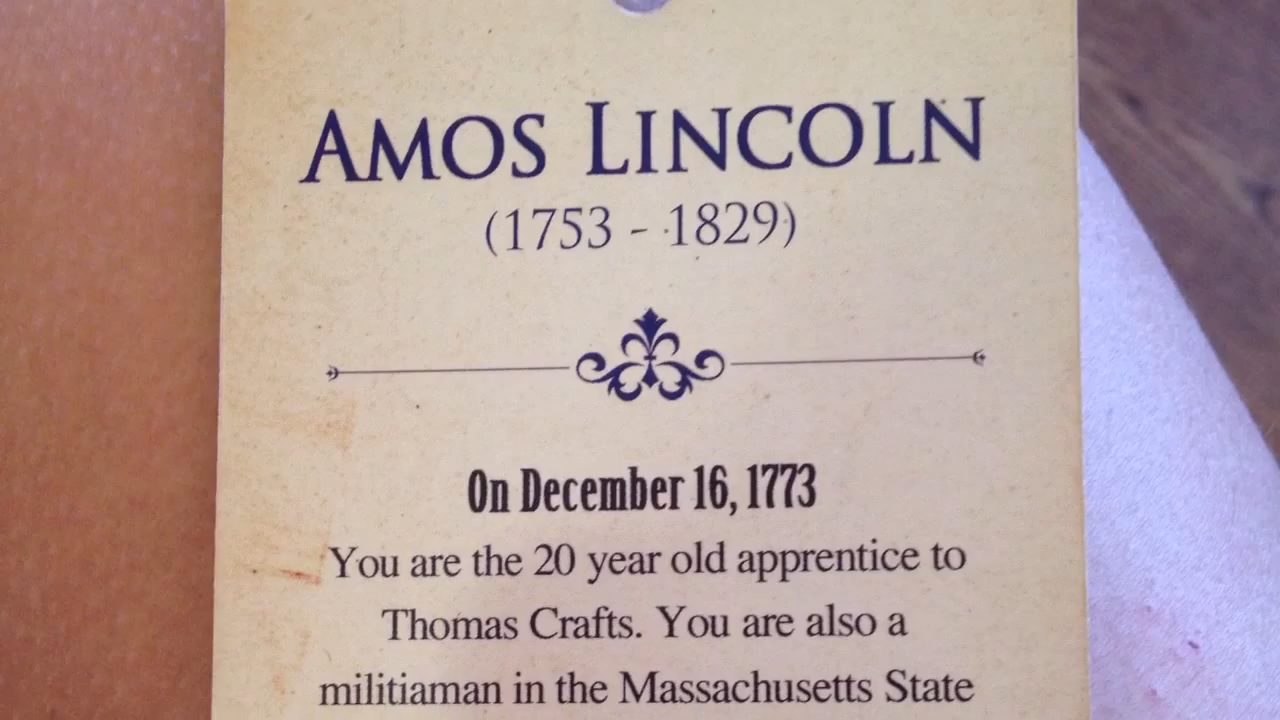 AMOS LINCOLN
(1753 - 1829)
On December 16, 1773
You are the 20 year old apprentice to
Thomas Crafts. You are also a
militiaman in the Massachusetts State